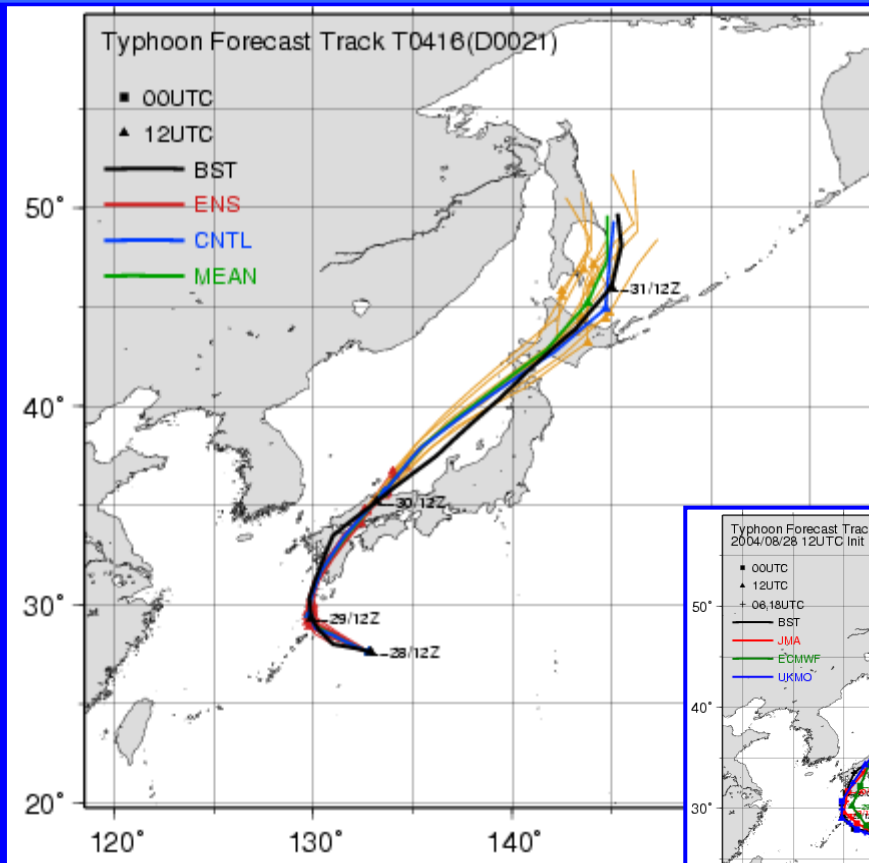 Typhoon Forecast Track T0416(D0021)
00UTC
12UTC
BST
ENS
CNTL
MEAN
50°
31/12Z
40°
30/12Z
30°
29/12Z
28/12Z
20°
120°
130°
140°
Typhoon Forecast Trac
2004/08/28 12UTC Init
00UTC
12UTC
06,18UTC
BST
JMA
ECMWF
UKMO
50°
40°
30°